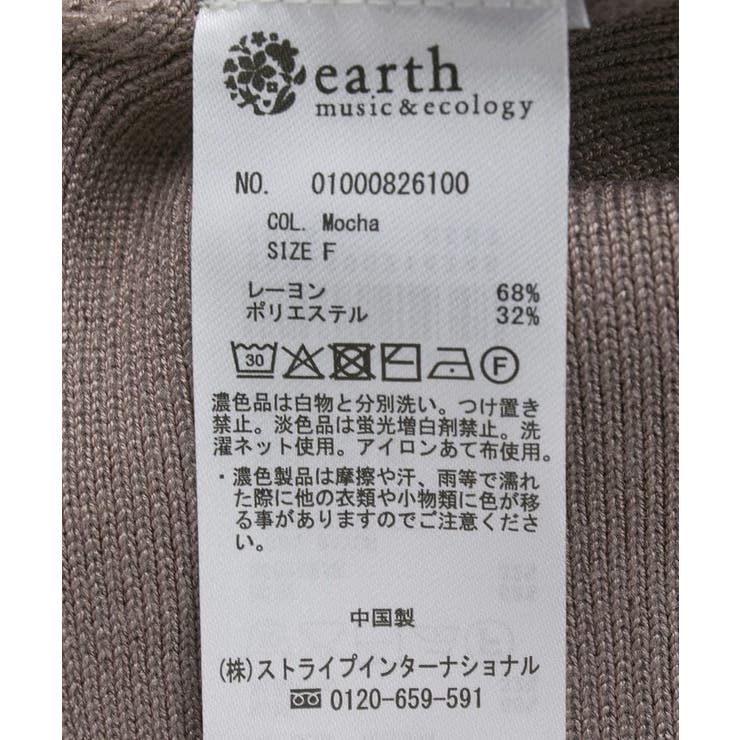 earth
music&ecology
NO. 01000826100
COL. Mocha
SIZE F
レーヨン 68%
ポリエステル 32%
30 F
濃色品は白物と分別洗い。つけ置き
禁止。淡色品は蛍光増白剤禁止。洗
濯ネット使用。アイロンあて布使用。
・濃色製品は摩擦や汗、雨等で濡れ
た際に他の衣類や小物類に色が移
る事がありますのでご注意くださ
い。
中国製
(株)ストライプインターナショナル
0120-659-591